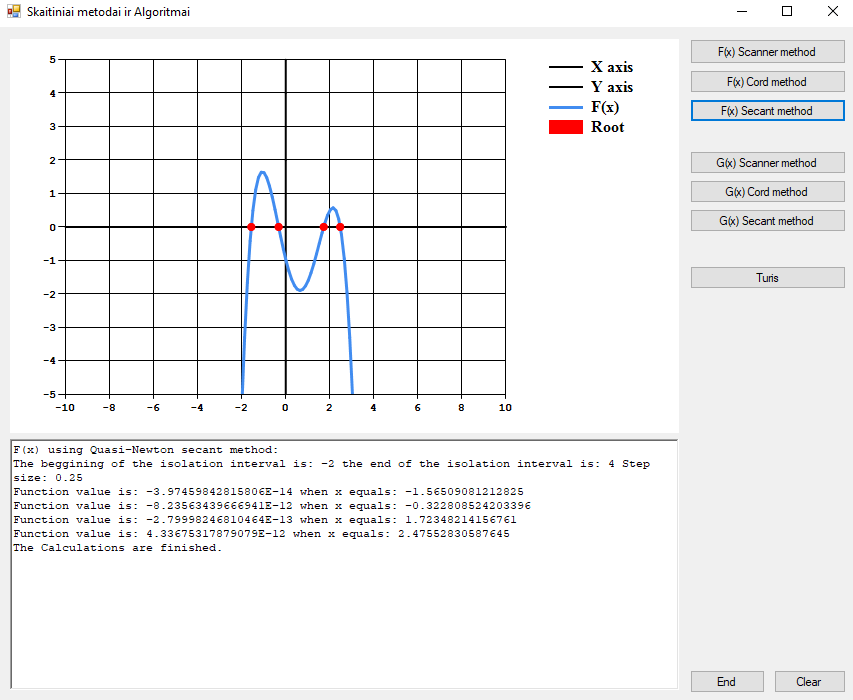 Skaitiniai metodai ir Algoritmai
5
4
3
2
1
0
-1
-2
-3
-4
-5
-10 -8 -6 -4 -2 0 2 4 6 8 10
X axis
Y axis
F(x)
Root
F(x) Scanner method
F(x) Cord method
F(x) Secant method
G(x) Scanner method
G(x) Cord method
G(x) Secant method
Turis
F(x) using Quasi-Newton secant method:
The beggining of the isolation interval is: -2 the end of the isolation interval is: 4 Step
size: 0.25
Function value is: -3.97459842815806E-14 when x equals: -1.56509081212825
Function value is: -8.23563439666941E-12 when x equals: -0.322808524203396
Function value is: -2.79998246810464E-13 when x equals: 1.72348214156761
Function value is: 4.33675317879079E-12 when x equals: 2.47552830587645
The Calculations are finished.
End
Clear